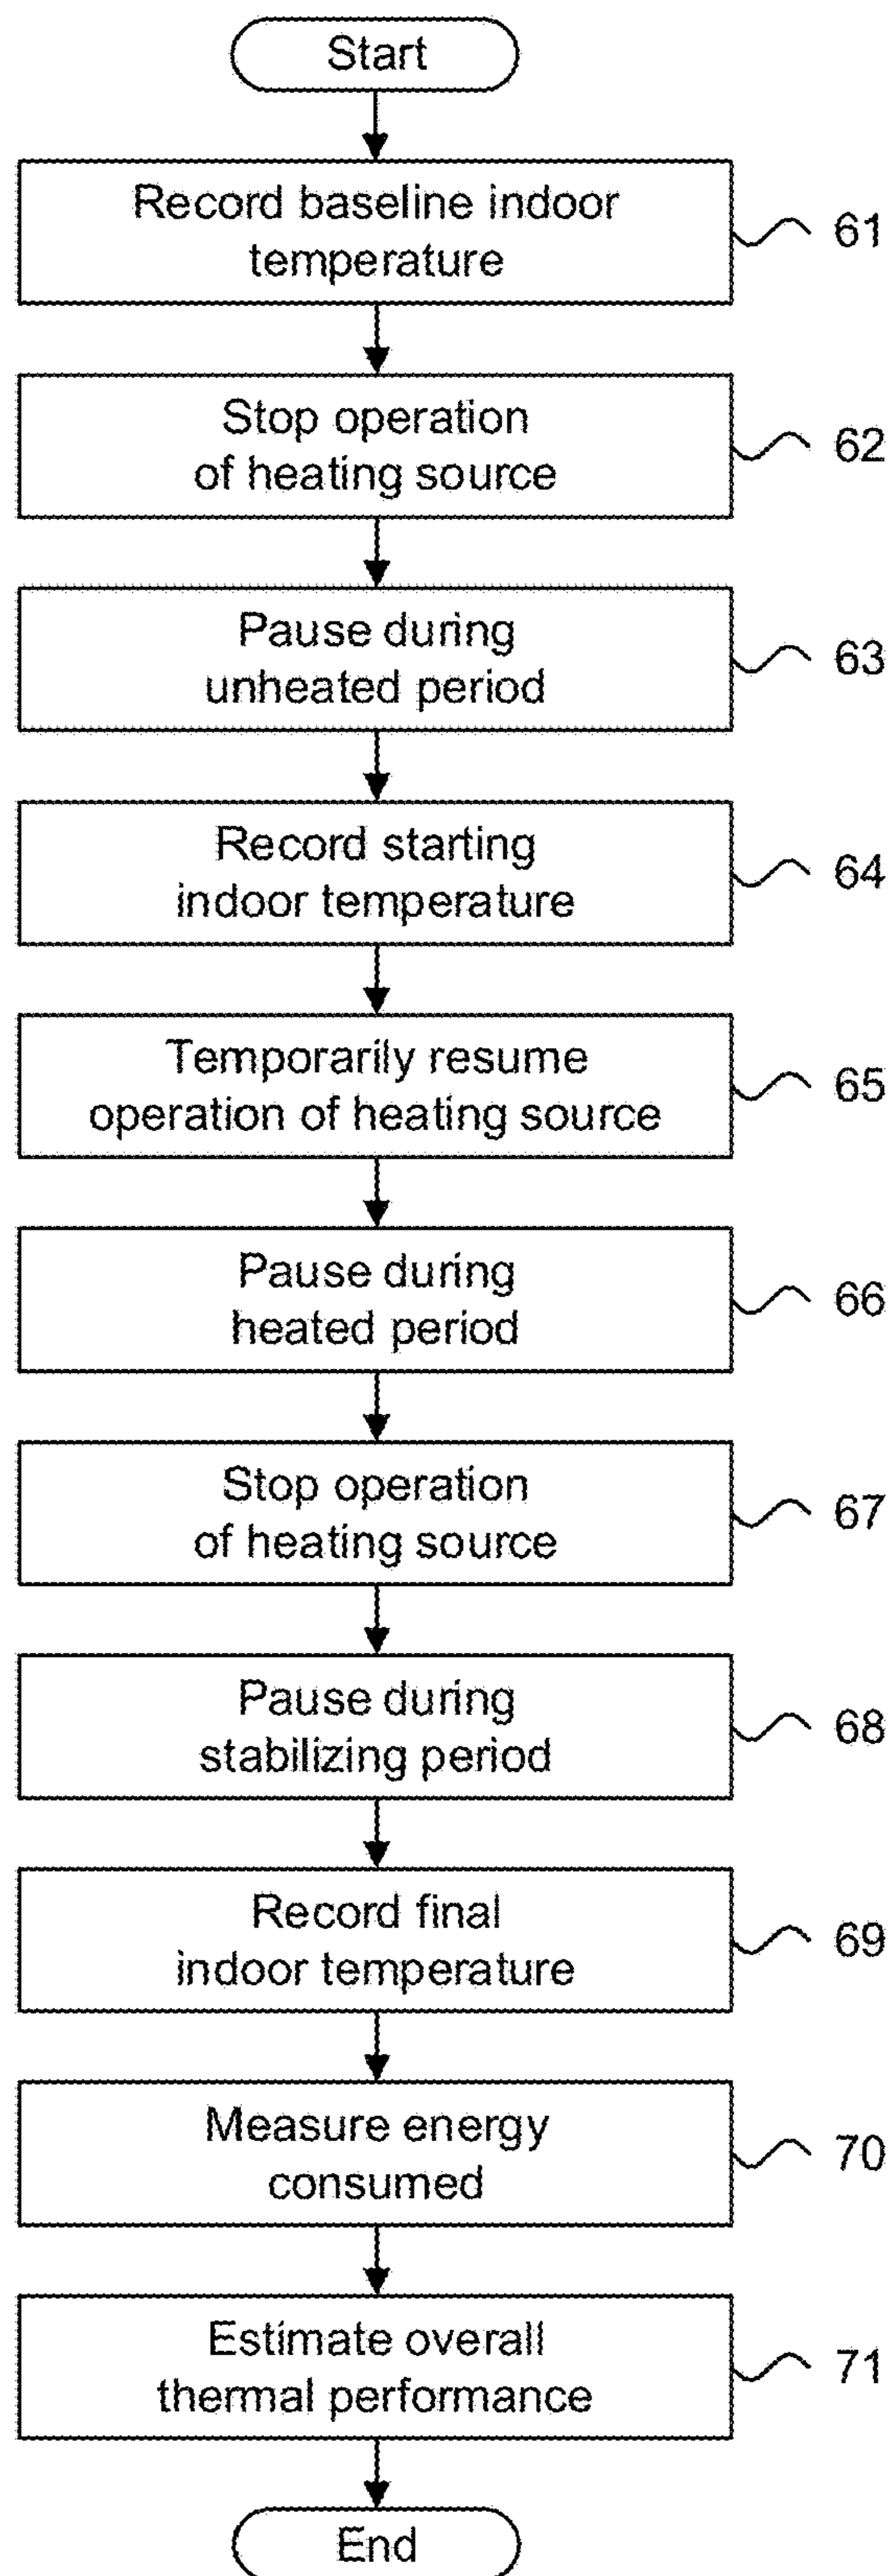 Start
Record baseline indoor
temperature
61
Stop operation
of heating source
62
Pause during
unheated period
63
Record starting
indoor temperature
64
Temporarily resume
operation of heating source
65
Pause during
heated period
66
Stop operation
of heating source
67
Pause during
stabilizing period
68
Record final
indoor temperature
69
Measure energy
consumed
70
Estimate overall
thermal performance
71
End